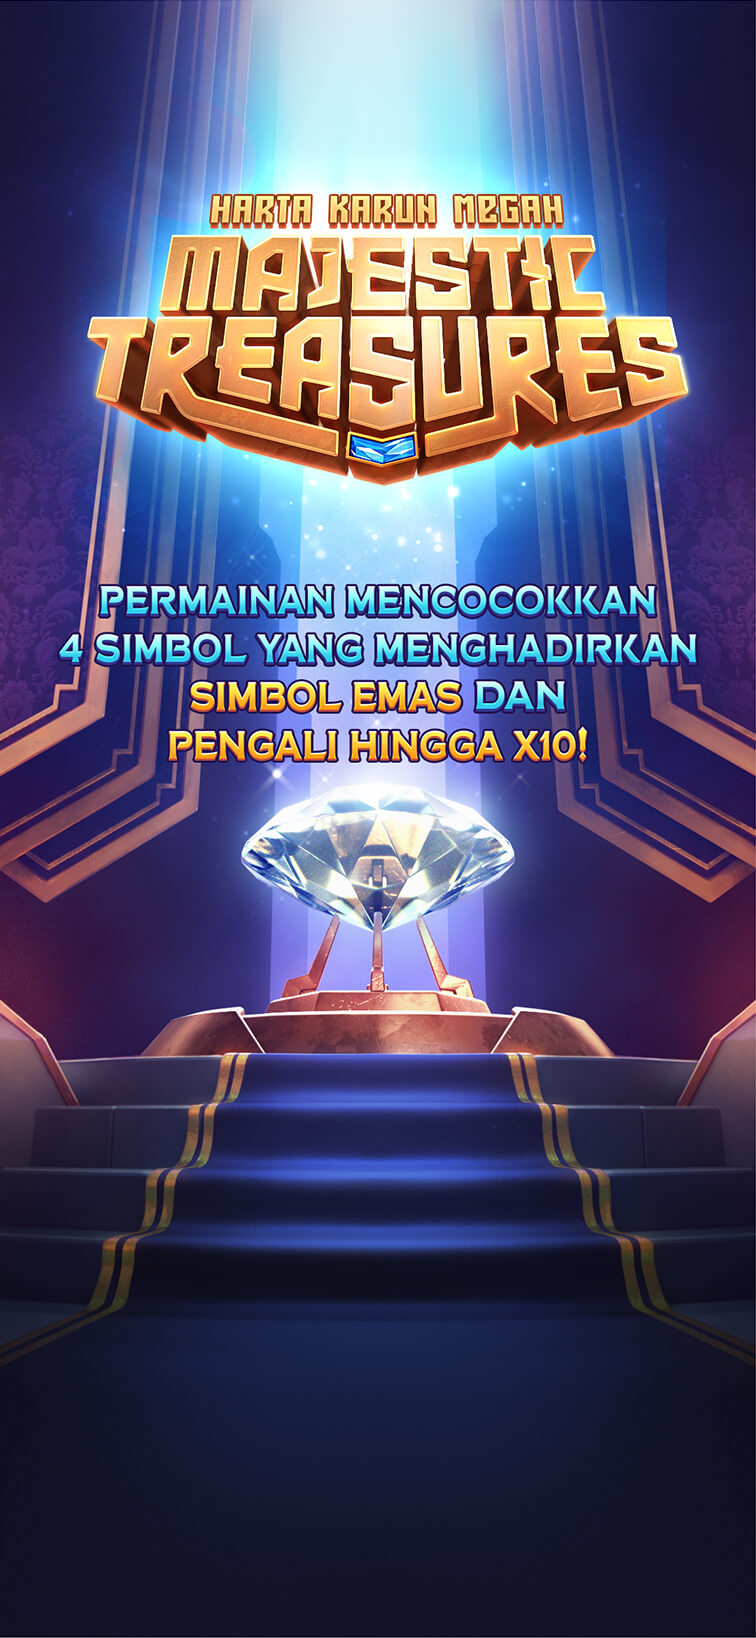 HARTA KARUN MEGAH
MAJESTIC
TREASURES
PERMAINAN MENCOCOKKAN
4 SIMBOL YANG MENGHADIRKAN
SIMBOL EMAS DAN
PENGALI HINGGA X10!